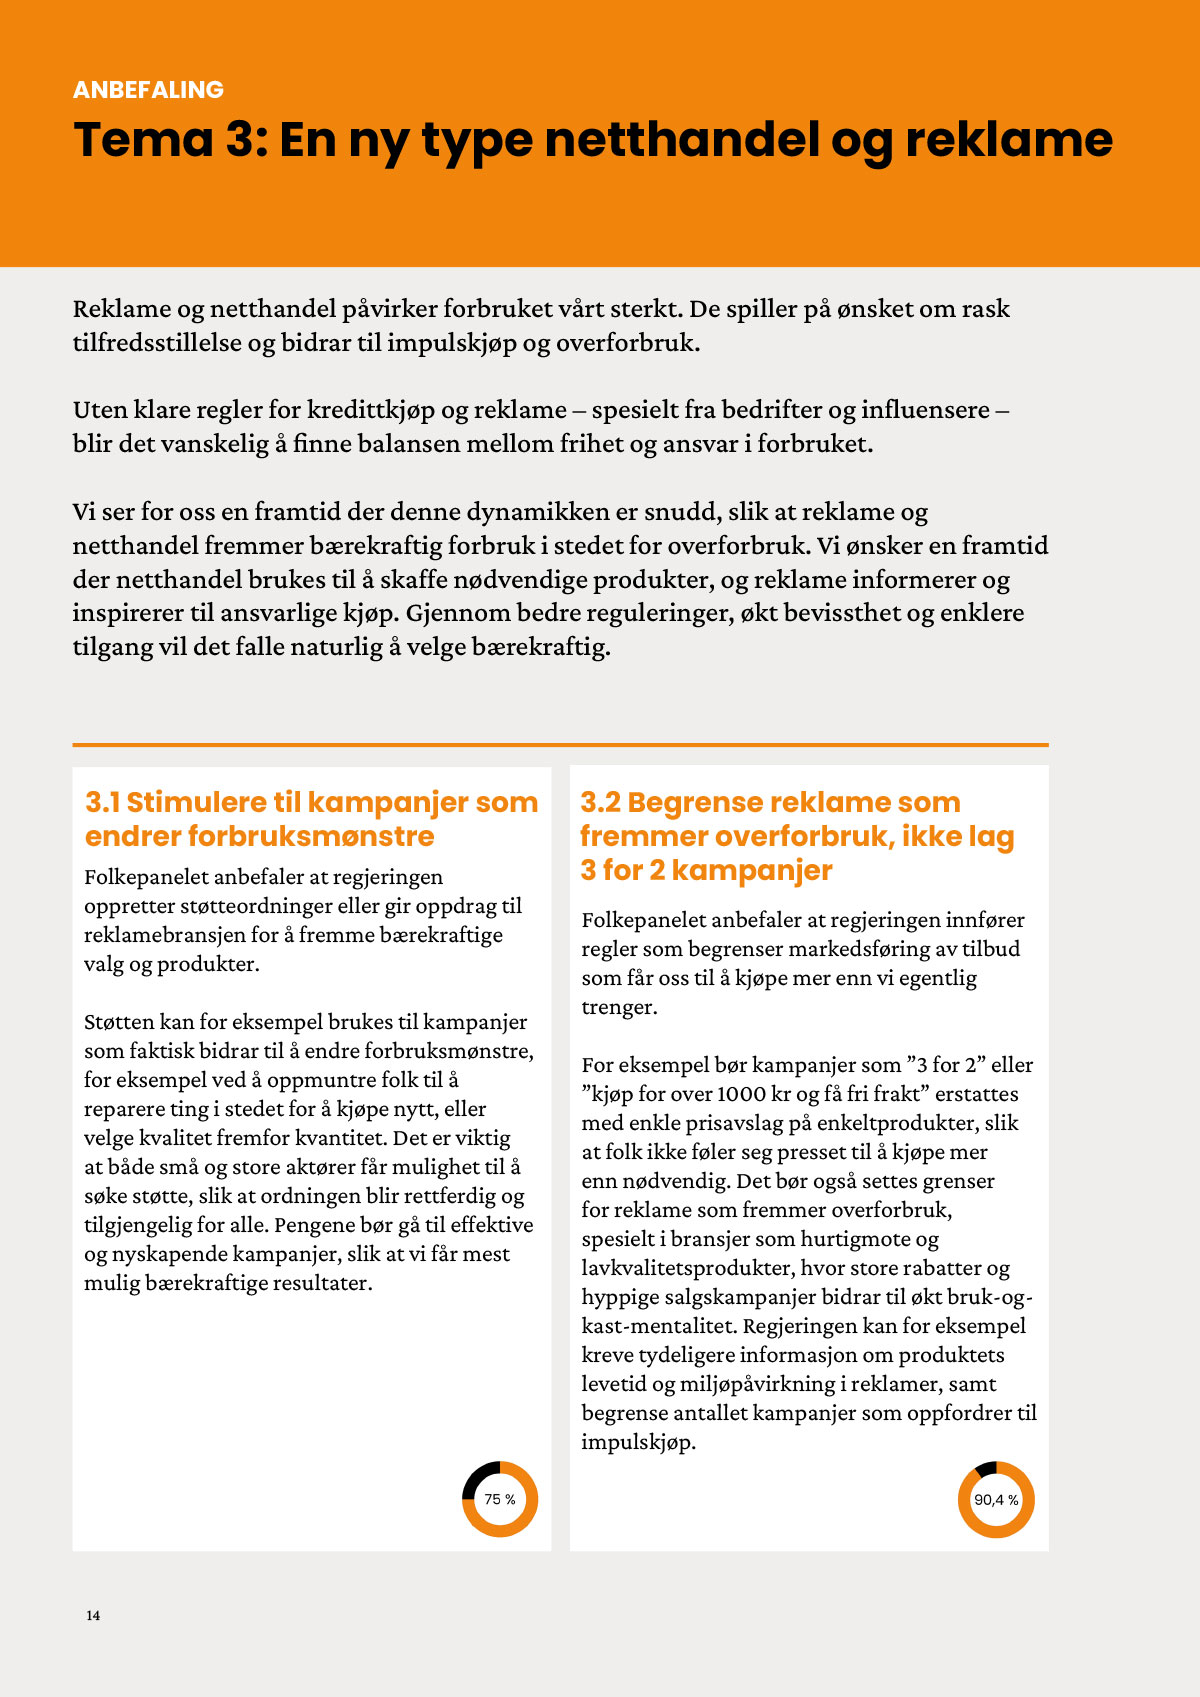 ANBEFALING
Tema 3: En ny type netthandel og reklame
Reklame og netthandel påvirker forbruket vårt sterkt. De spiller på ønsket om rask
tilfredsstillelse og bidrar til impulskjøp og overforbruk.
Uten klare regler for kredittkjøp og reklame – spesielt fra bedrifter og influensere –
blir det vanskelig å finne balansen mellom frihet og ansvar i forbruket.
Vi ser for oss en framtid der denne dynamikken er snudd, slik at reklame og
netthandel fremmer bærekraftig forbruk i stedet for overforbruk. Vi ønsker en framtid
der netthandel brukes til å skaffe nødvendige produkter, og reklame informerer og
inspirerer til ansvarlige kjøp. Gjennom bedre reguleringer, økt bevissthet og enklere
tilgang vil det falle naturlig å velge bærekraftig.
3.1 Stimulere til kampanjer som
endrer forbruksmønstre
Folkepanelet anbefaler at regjeringen
oppretter støtteordninger eller gir oppdrag til
reklamebransjen for å fremme bærekraftige
valg og produkter.
Støtten kan for eksempel brukes til kampanjer
som faktisk bidrar til å endre forbruksmønstre,
for eksempel ved å oppmuntre folk til å
reparere ting i stedet for å kjøpe nytt, eller
velge kvalitet fremfor kvantitet. Det er viktig
at både små og store aktører får mulighet til å
søke støtte, slik at ordningen blir rettferdig og
tilgjengelig for alle. Pengene bør gå til effektive
og nyskapende kampanjer, slik at vi får mest
mulig bærekraftige resultater.
75 %
3.2 Begrense reklame som
fremmer overforbruk, ikke lag
3 for 2 kampanjer
Folkepanelet anbefaler at regjeringen innfører
regler som begrenser markedsføring av tilbud
som får oss til å kjøpe mer enn vi egentlig
trenger.
For eksempel bør kampanjer som ”3 for 2” eller
”kjøp for over 1000 kr og få fri frakt” erstattes
med enkle prisavslag på enkeltprodukter, slik
at folk ikke føler seg presset til å kjøpe mer
enn nødvendig. Det bør også settes grenser
for reklame som fremmer overforbruk,
spesielt i bransjer som hurtigmote og
lavkvalitetsprodukter, hvor store rabatter og
hyppige salgskampanjer bidrar til økt bruk-og-
kast-mentalitet. Regjeringen kan for eksempel
kreve tydeligere informasjon om produktets
levetid og miljøpåvirkning i reklamer, samt
begrense antallet kampanjer som oppfordrer til
impulskjøp.
90,4 %
14